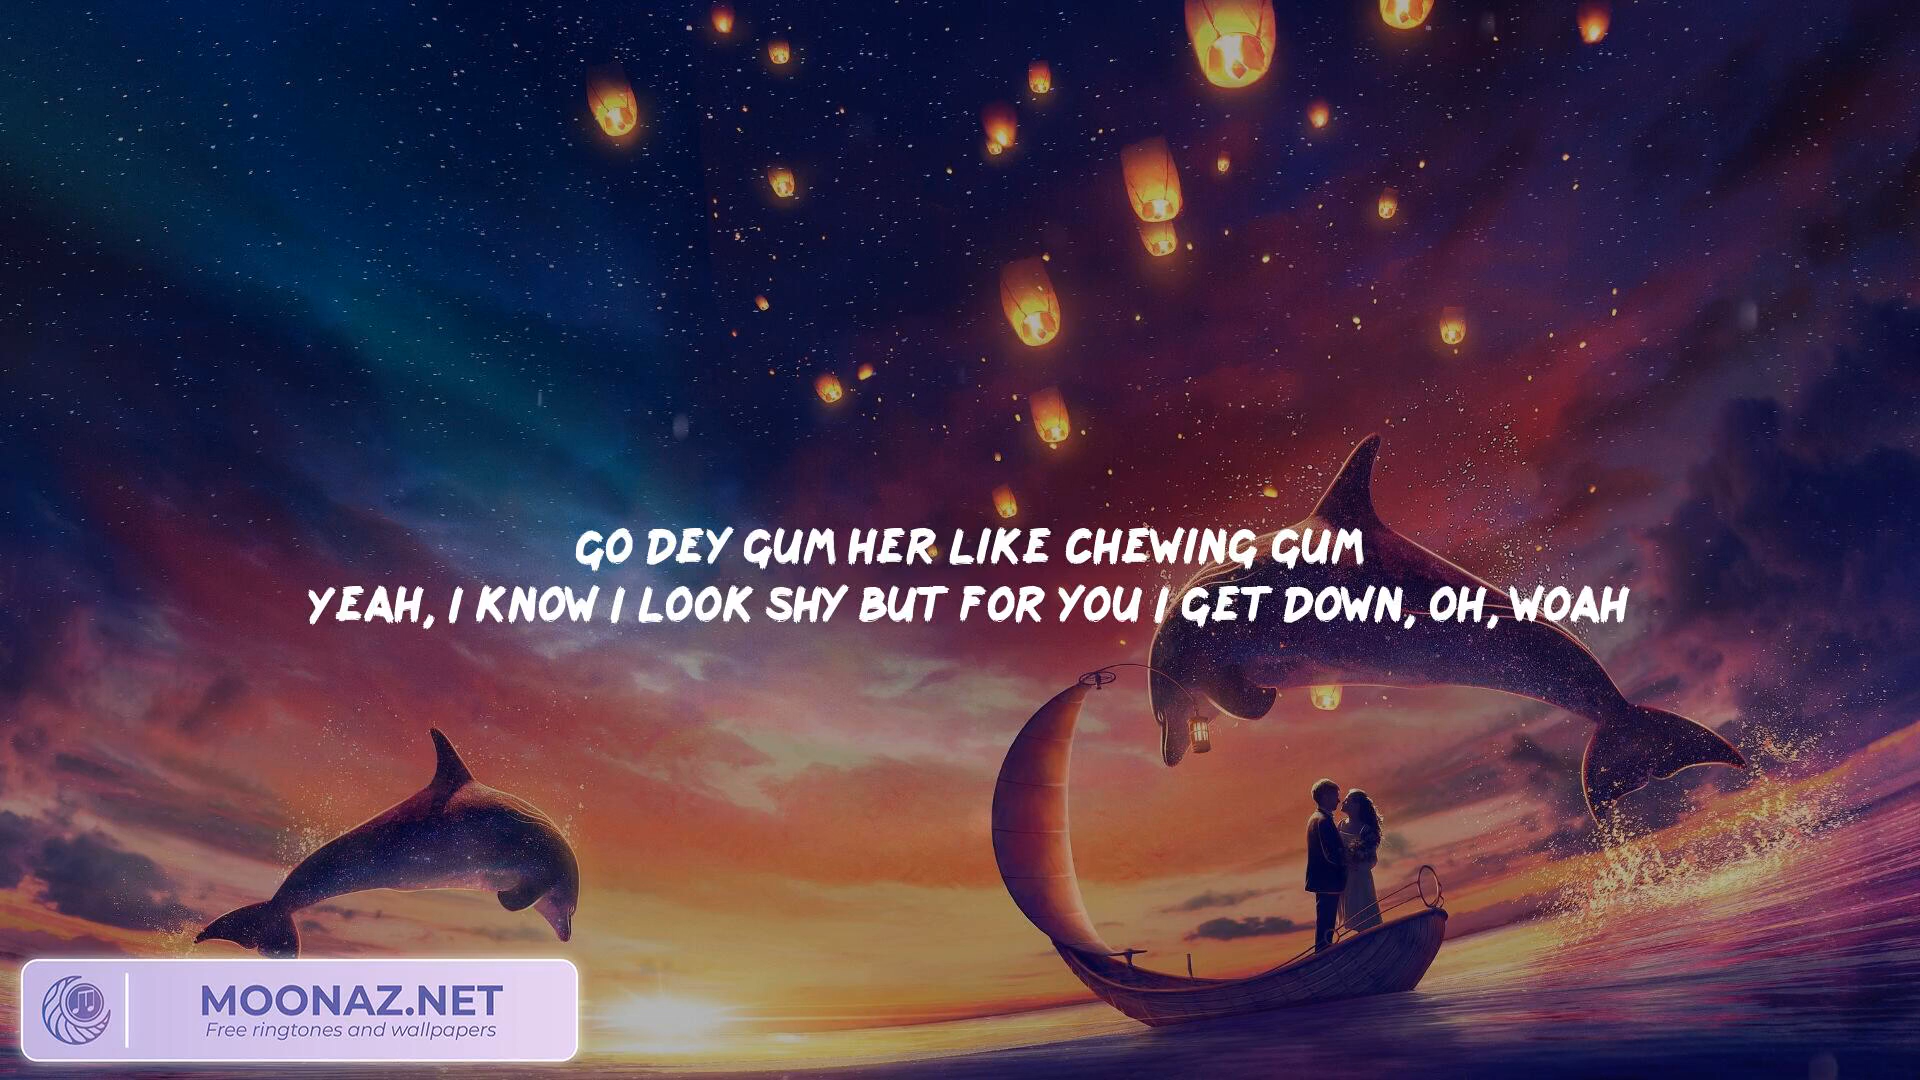 GO DEY GUM HER LIKE CHEWING GUM
YEAH, I KNOW I LOOK SHY BUT FOR YOU I GET DOWN, OH, WOAH
MOONAZ.NET
Free ringtones and wallpapers